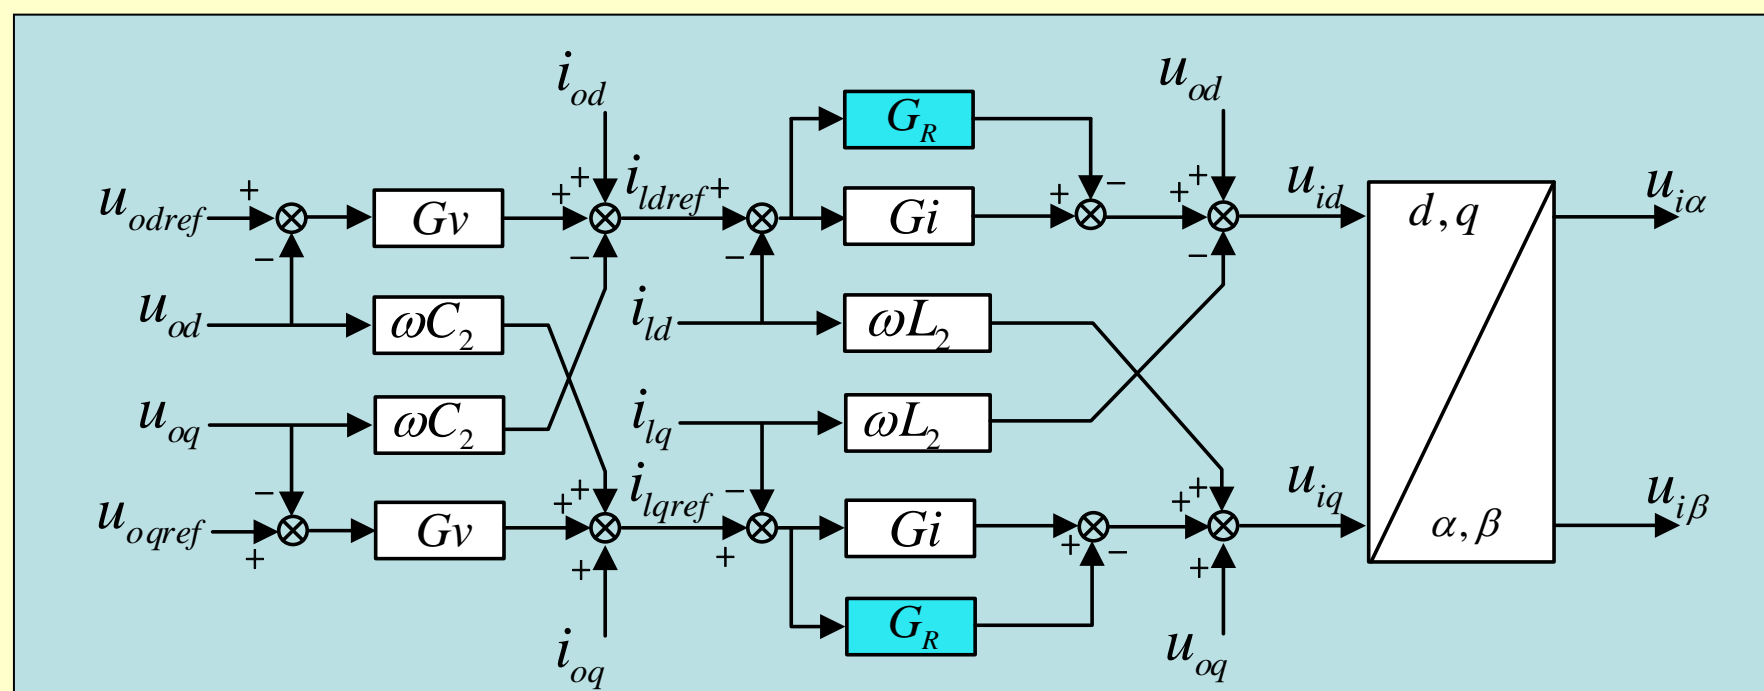 i_od
u_od
G_R
u_odref + − Gv + + − i_ldref + − Gi + − + + − u_id d, q u_iα
u_od ωC_2 i_ld ωL_2
u_oq ωC_2 i_lq ωL_2
u_oqref − + Gv + + + i_lqref − + Gi + − + + + u_iq α, β u_iβ
G_R
i_oq
u_oq